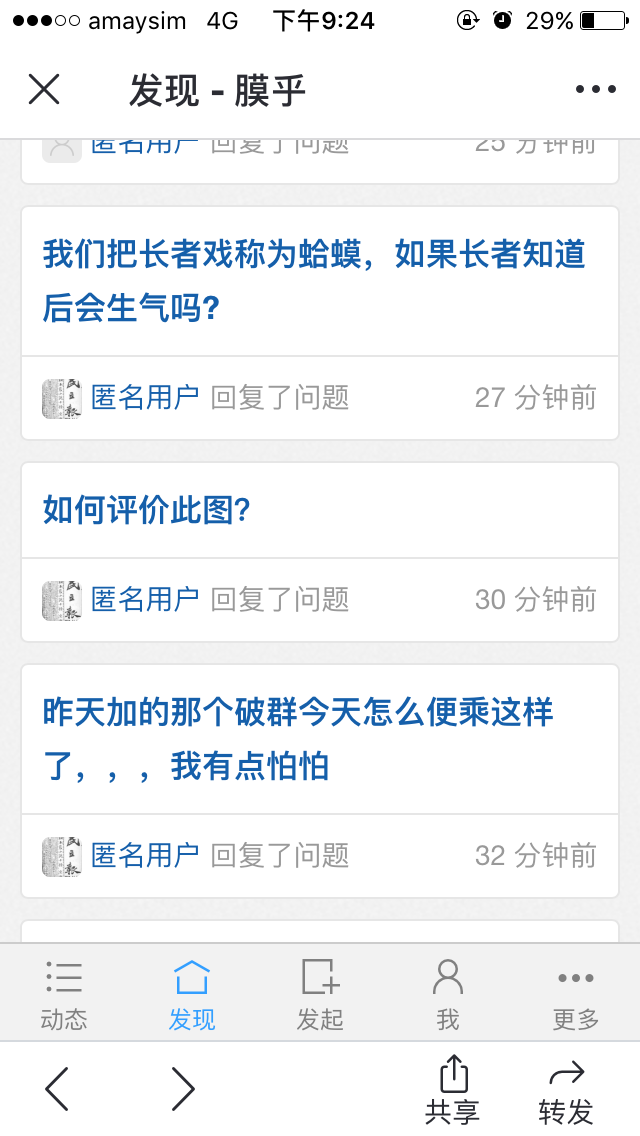 amaysim 4G 下午9:24 29%
发现 - 膜乎
匿名用户 回复了问题 25 分钟前
我们把长者戏称为蛤蟆，如果长者知道
后会生气吗?
匿名用户 回复了问题 27 分钟前
如何评价此图?
匿名用户 回复了问题 30 分钟前
昨天加的那个破群今天怎么便乘这样
了，，，我有点怕怕
匿名用户 回复了问题 32 分钟前
动态 发现 发起 我 更多
共享 转发